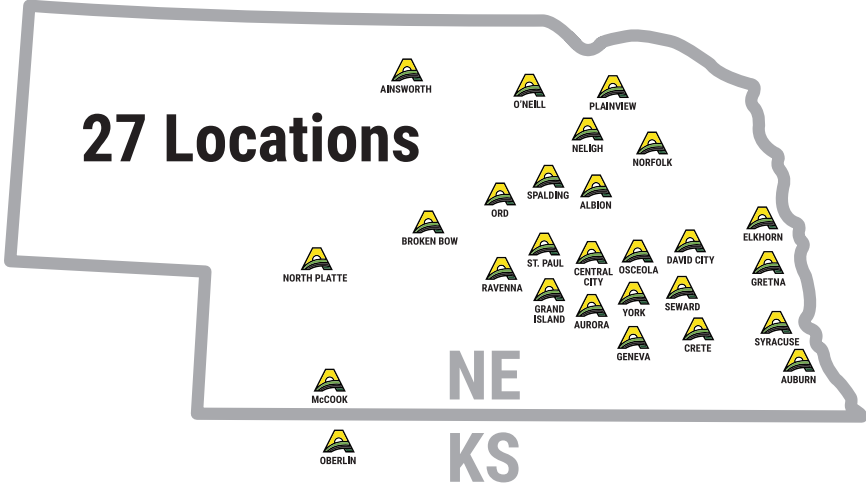 AINSWORTH
O'NEILL
PLAINVIEW
27 Locations
NELIGH
NORFOLK
SPALDING
ALBION
ORD
BROKEN BOW
ELKHORN
ST. PAUL
CENTRAL
CITY
OSCEOLA
DAVID CITY
NORTH PLATTE
RAVENNA
GRETNA
GRAND
ISLAND
AURORA
YORK
SEWARD
GENEVA
CRETE
SYRACUSE
AUBURN
NE
McCOOK
KS
OBERLIN